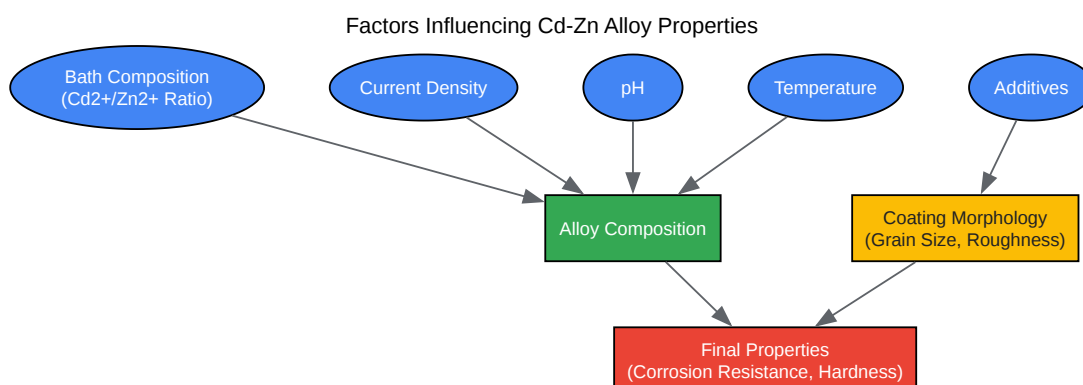 Factors Influencing Cd-Zn Alloy Properties
Bath Composition
(Cd2+/Zn2+ Ratio)
Current Density
pH
Temperature
Additives
Alloy Composition
Coating Morphology
(Grain Size, Roughness)
Final Properties
(Corrosion Resistance, Hardness)